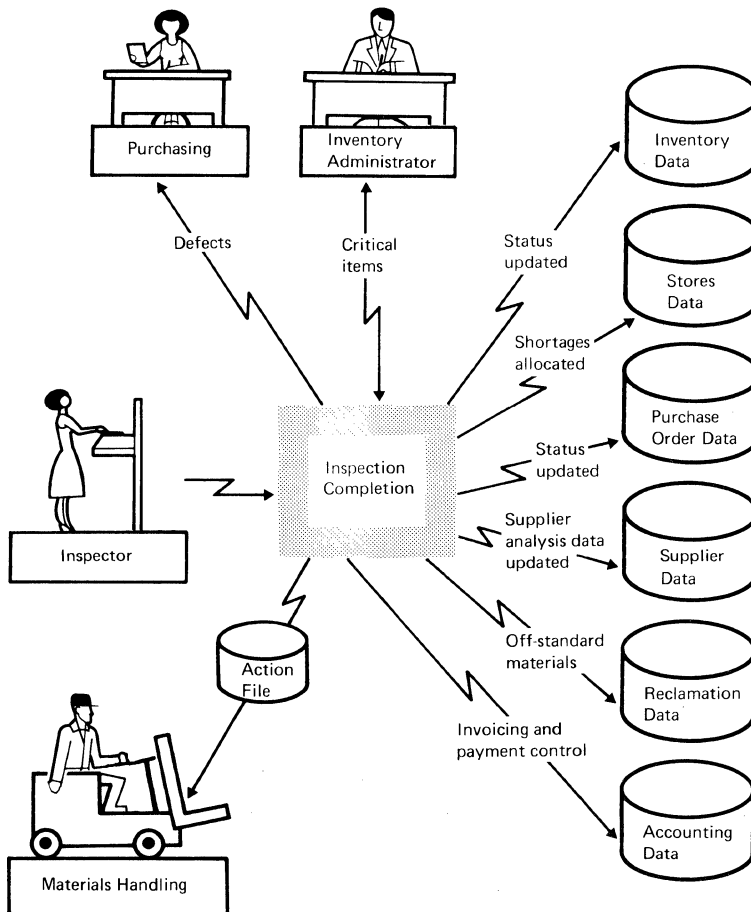 Purchasing
Inventory
Administrator
Inventory
Data
Defects
Critical
items
Status
updated
Stores
Data
Shortages
allocated
Purchase
Order Data
Inspection
Completion
Status
updated
Inspector
Supplier
analysis data
updated
Supplier
Data
Action
File
Off-standard
materials
Reclamation
Data
Invoicing and
payment control
Accounting
Data
Materials Handling